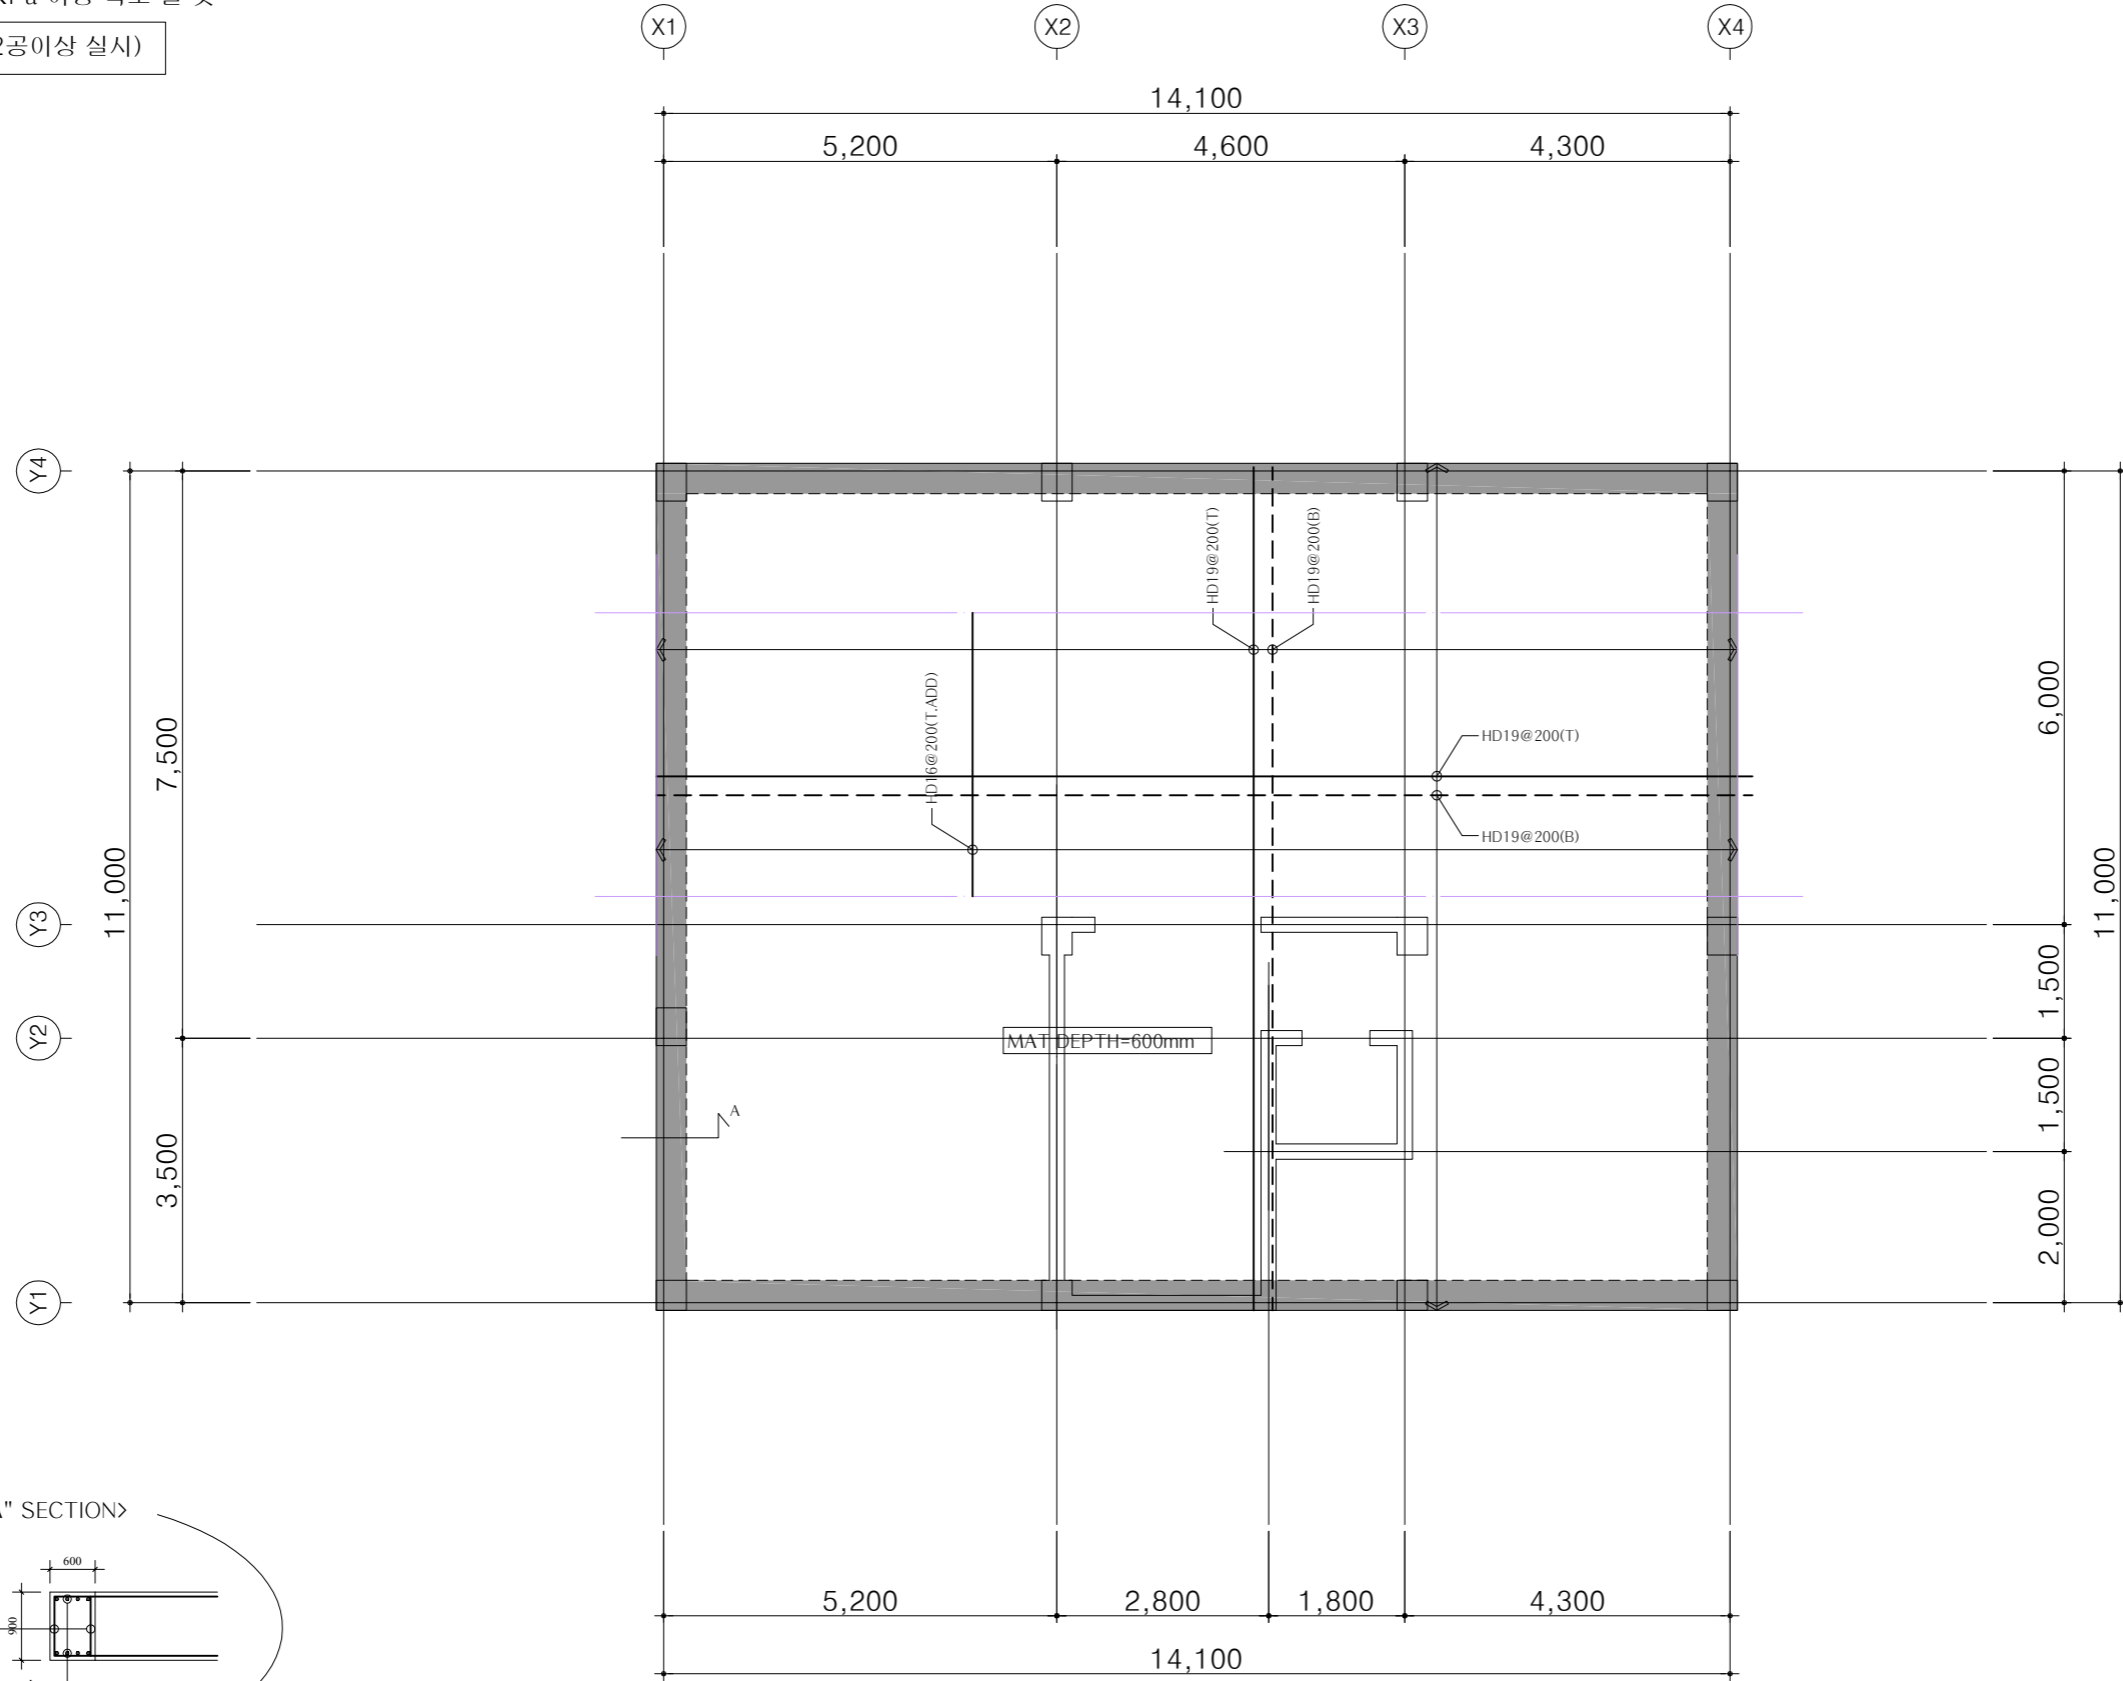 2공이상 실시)
X1
X2
X3
X4
14,100
5,200
4,600
4,300
Y4
HD19@200(T)
HD19@200(B)
6,000
HD16@200(T.ADD)
7,500
HD19@200(T)
HD19@200(B)
11,000
11,000
Y3
1,500
Y2
MAT DEPTH=600mm
1,500
A
3,500
2,000
Y1
" SECTION>
600
900
5,200
2,800
1,800
4,300
14,100